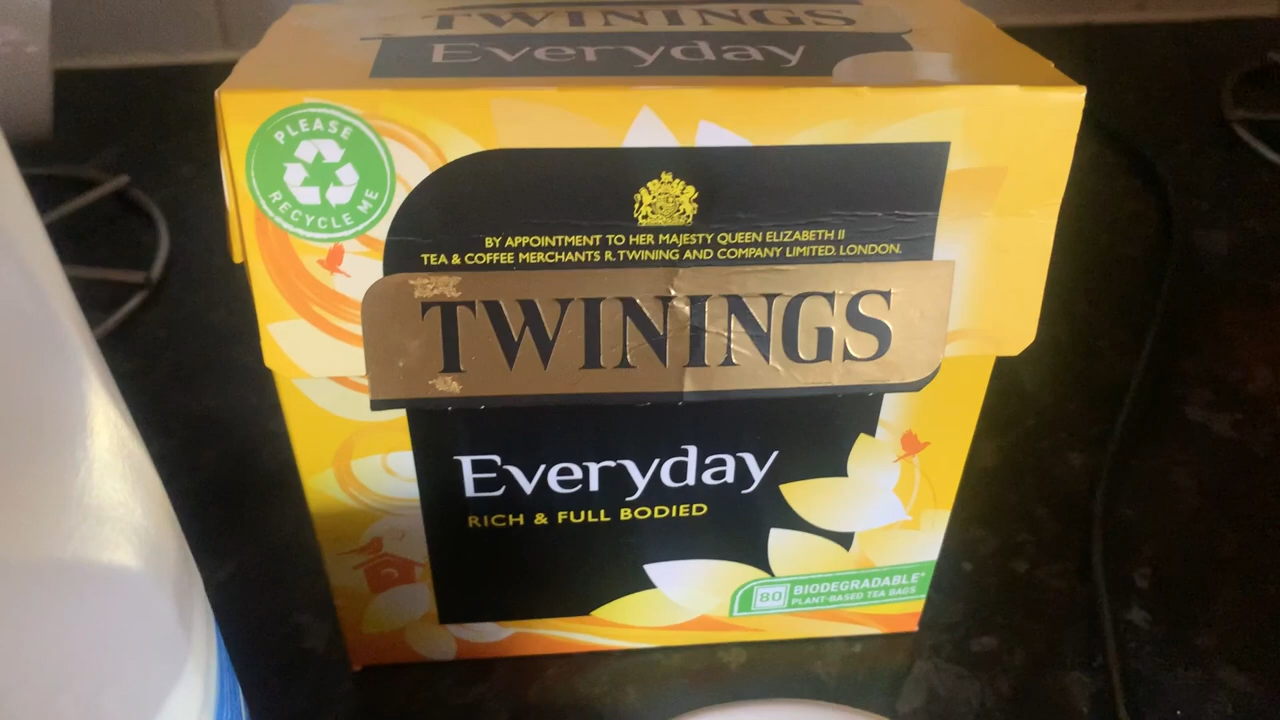 TWININGS
Everyday
PLEASE
RECYCLE ME
BY APPOINTMENT TO HER MAJESTY QUEEN ELIZABETH II
TEA & COFFEE MERCHANTS R. TWINING AND COMPANY LIMITED. LONDON.
TWININGS
Everyday
RICH & FULL BODIED
80
BIODEGRADABLE*
PLANT-BASED TEA BAGS